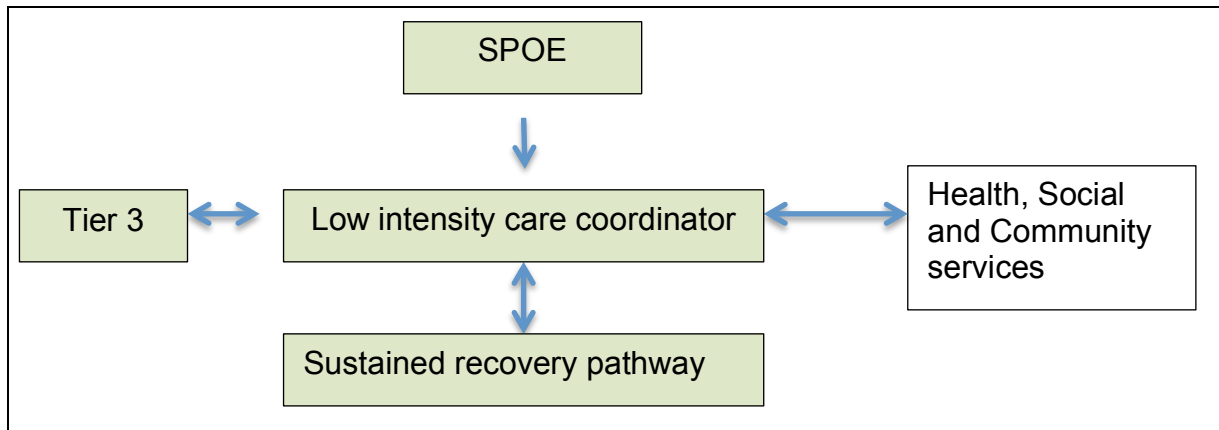 SPOE
Tier 3
Low intensity care coordinator
Health, Social
and Community
services
Sustained recovery pathway